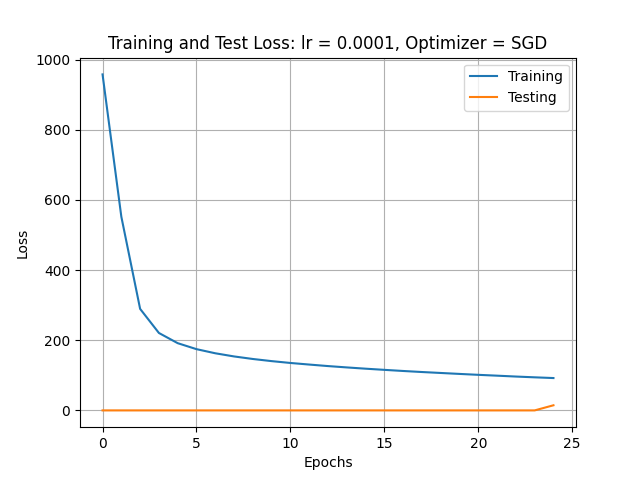 Training and Test Loss: lr = 0.0001, Optimizer = SGD
1000
800
600
400
200
0
Loss
Training
Testing
0 5 10 15 20 25
Epochs